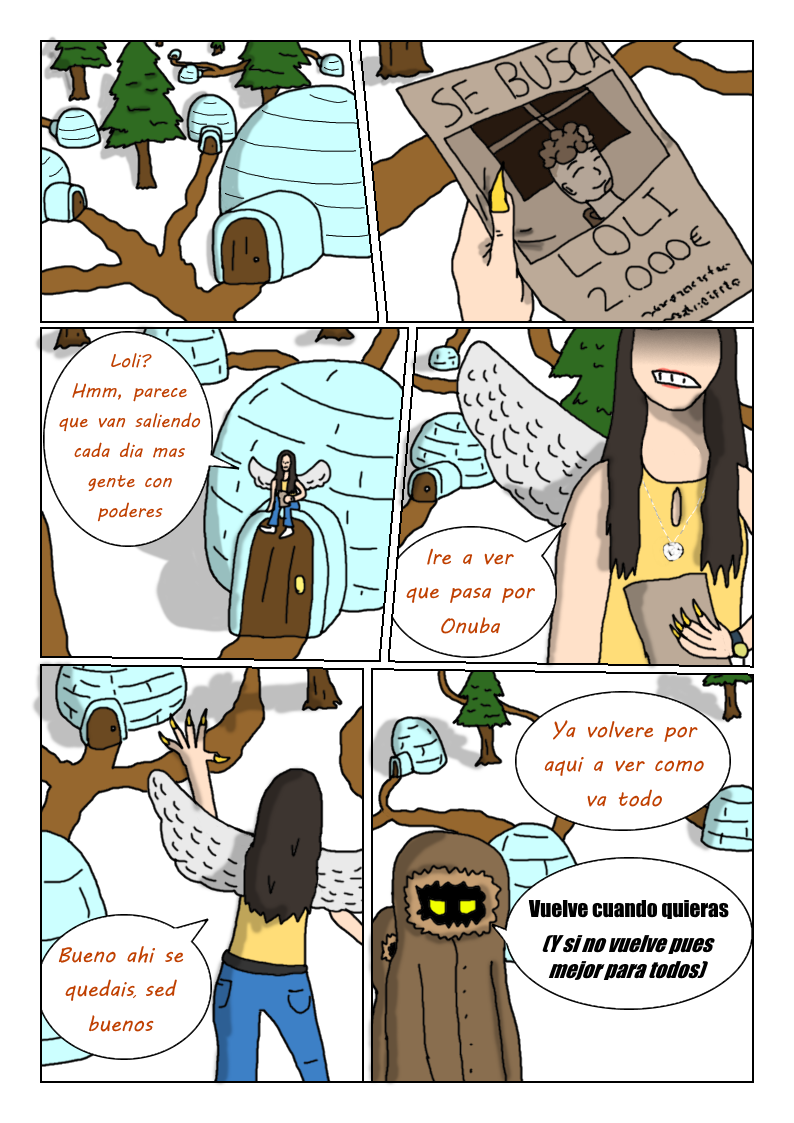 SE BUSCA
LOLI
2.000€
Loli?
Hmm, parece
que van saliendo
cada dia mas
gente con
poderes
Ire a ver
que pasa por
Onuba
Bueno ahi se
quedais, sed
buenos
Ya volvere por
aqui a ver como
va todo
Vuelve cuando quieras
(Y si no vuelve pues
mejor para todos)